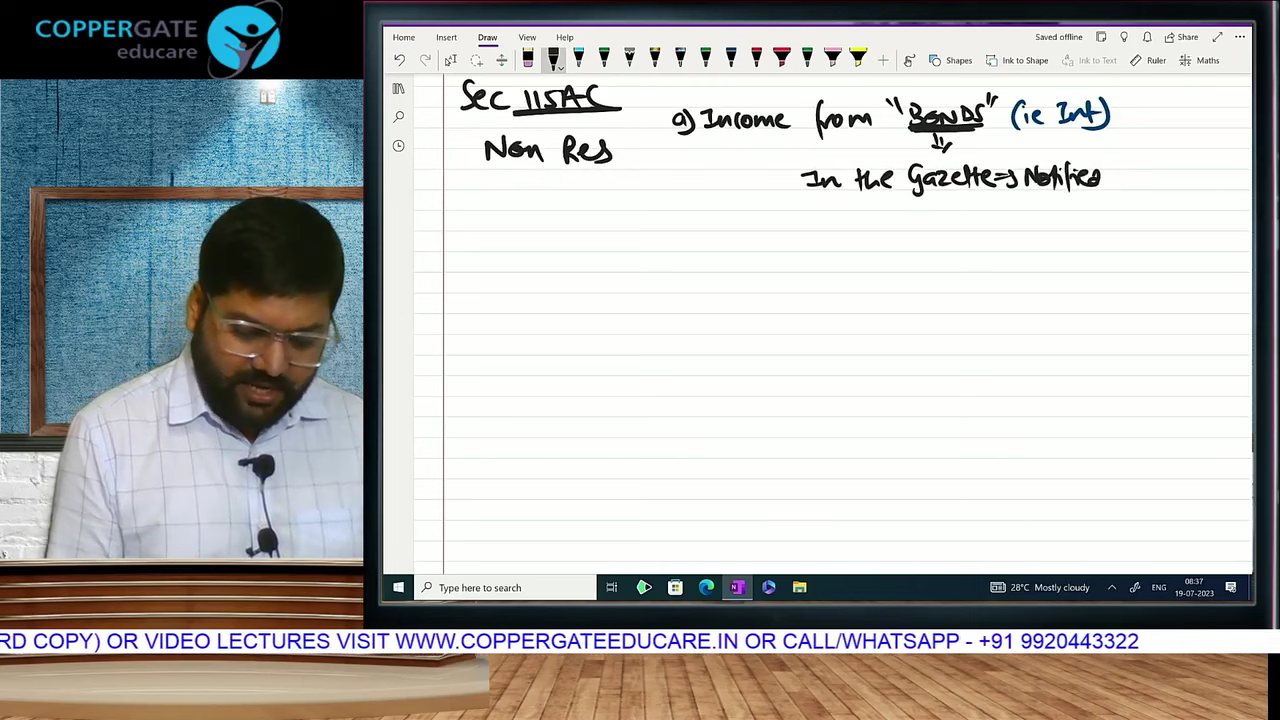 COPPERGATE
educare
Home Insert Draw View Help
Saved offline
Share
Shapes
Ink to Shape
Ink to Text
Ruler
Maths
Sec 115AC
Non Res
a) Income from "BONDS" (ie Int)
In the Gazette => Notified
Type here to search
28°C Mostly cloudy
ENG
08:37
19-07-2023
RD COPY) OR VIDEO LECTURES VISIT WWW.COPPERGATEEDUCARE.IN OR CALL/WHATSAPP - +91 9920443322